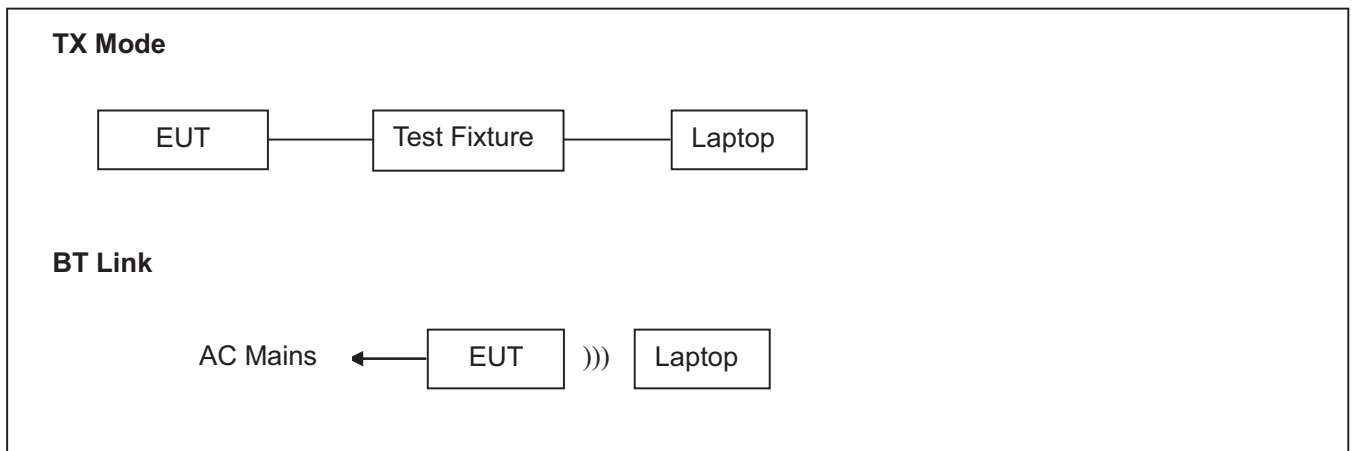 TX Mode
EUT Test Fixture Laptop
BT Link
AC Mains EUT ))) Laptop